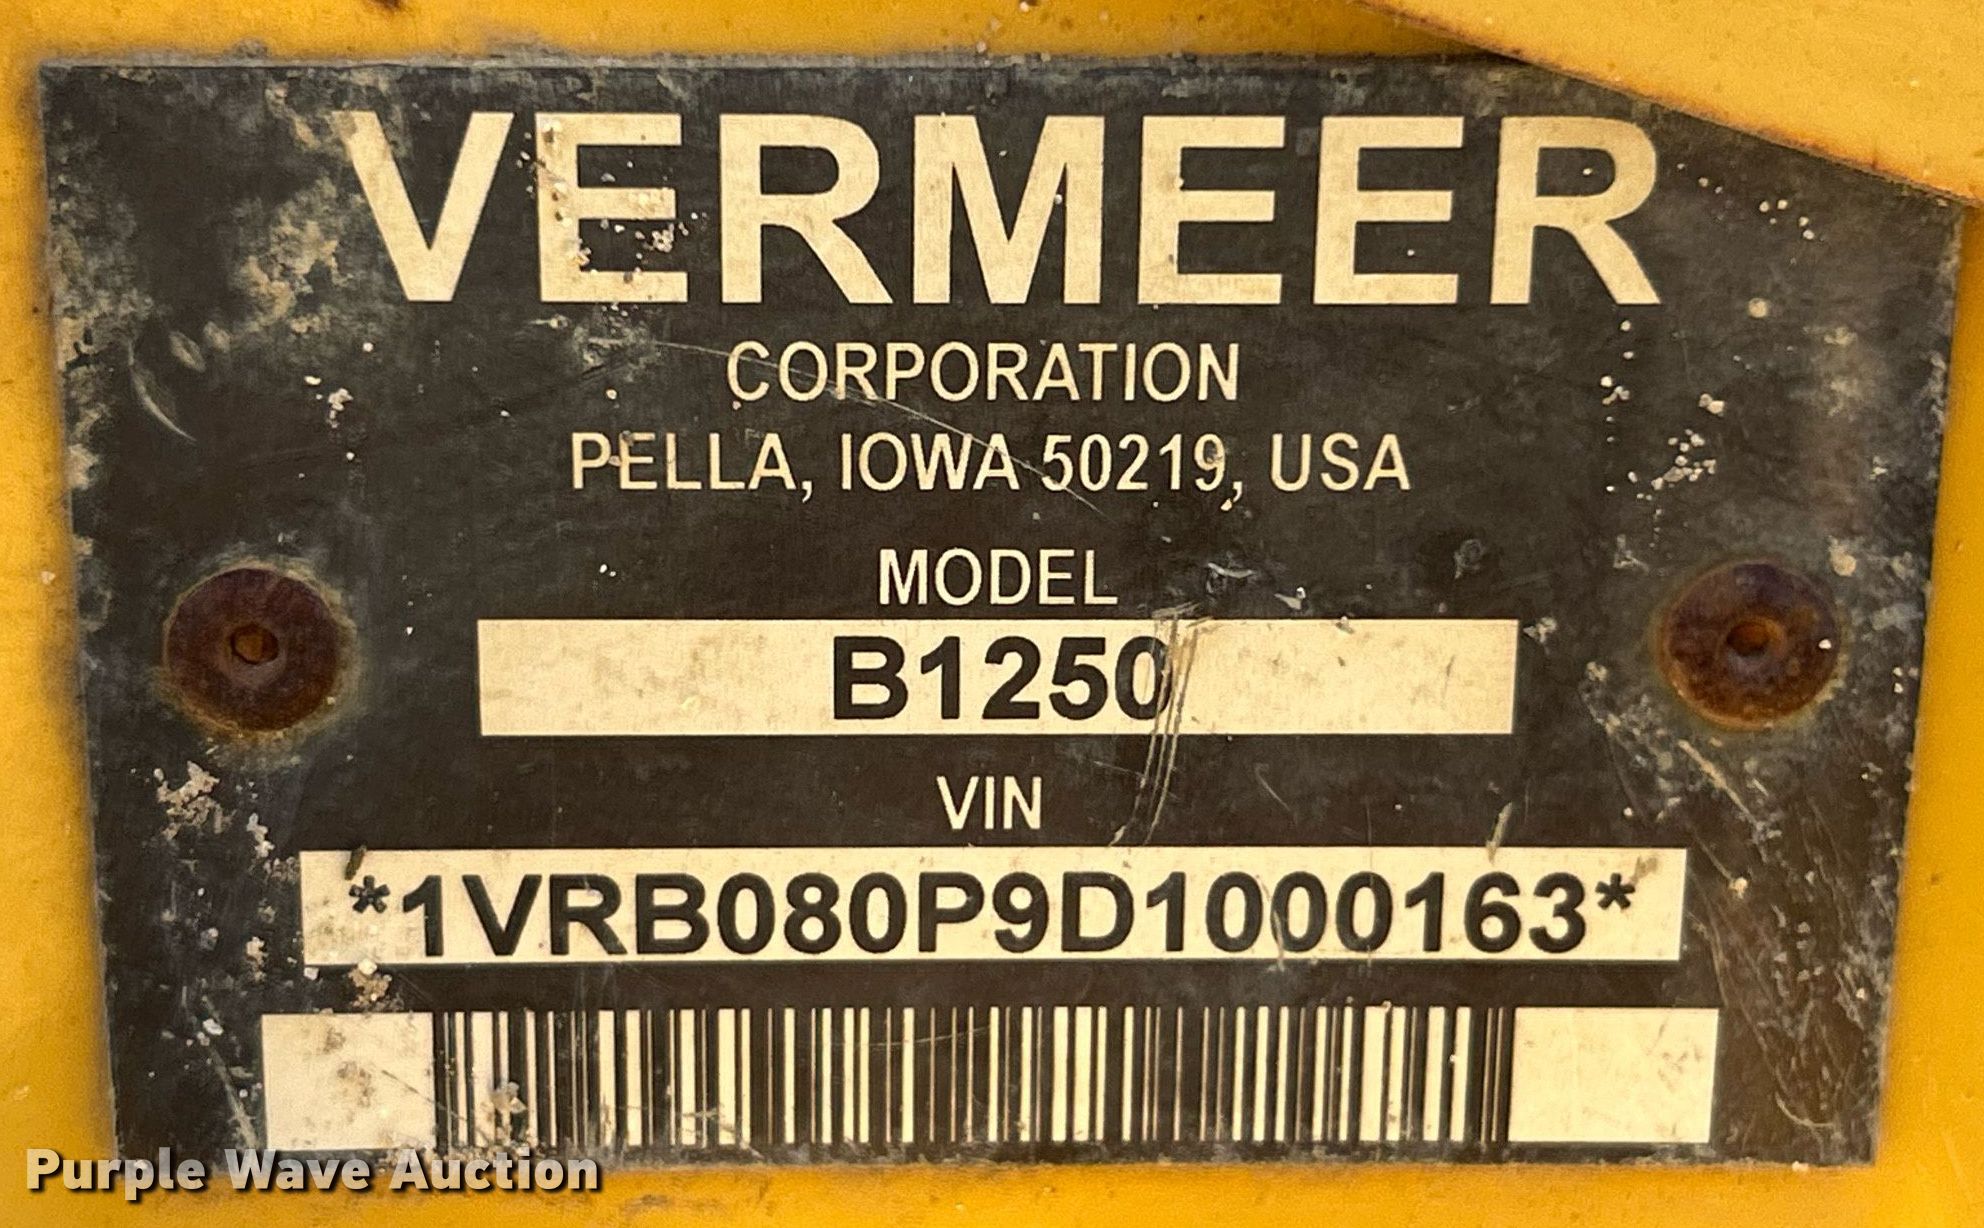 VERMEER
CORPORATION
PELLA, IOWA 50219, USA
MODEL
B1250
VIN
*1VRB080P9D1000163*
Purple Wave Auction